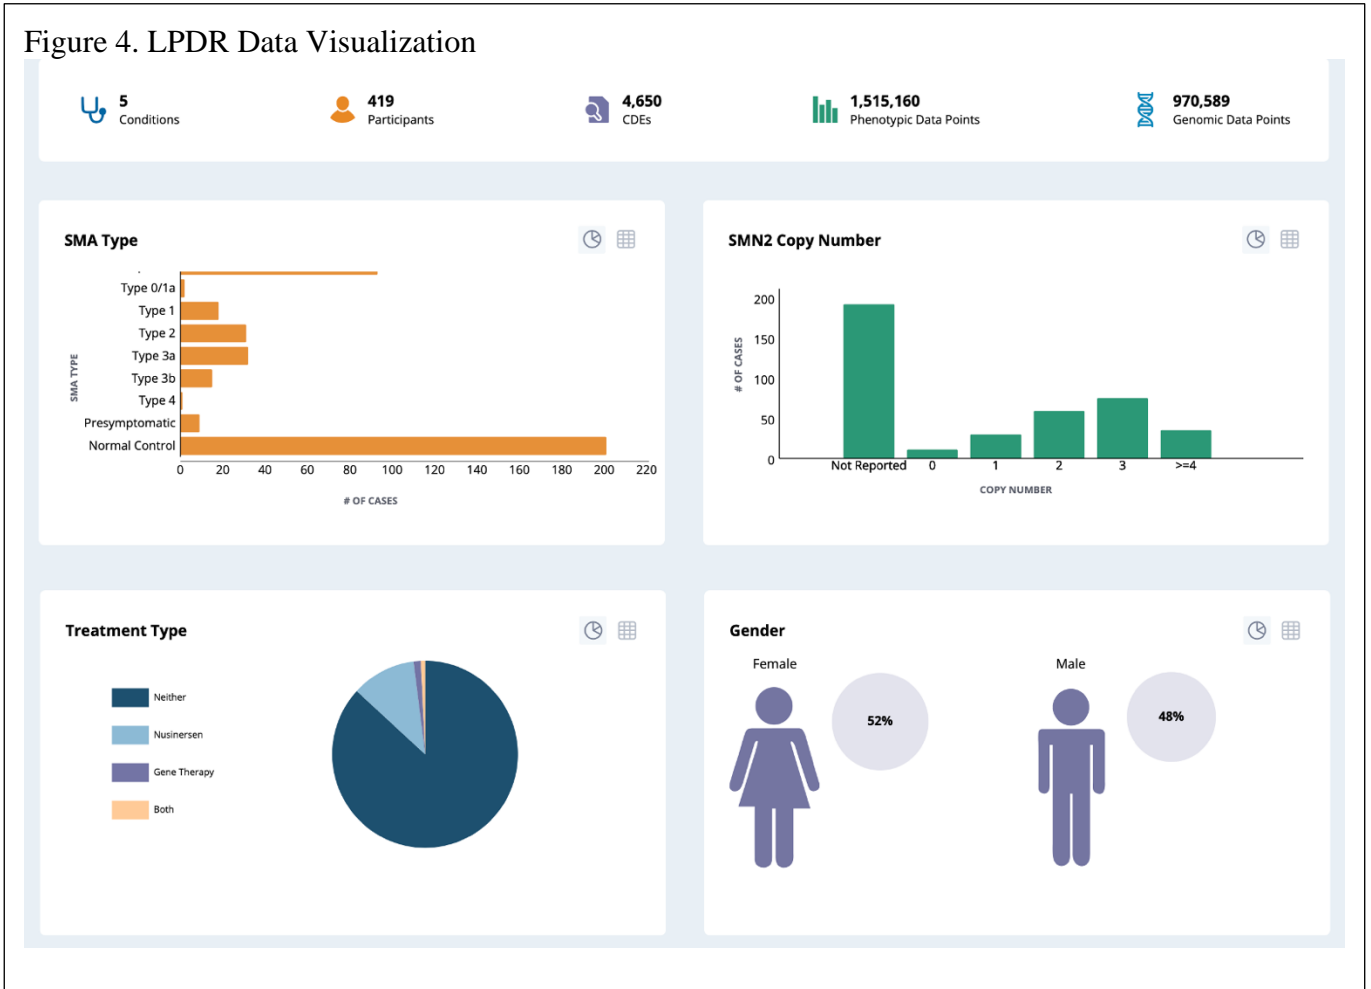 Figure 4. LPDR Data Visualization
5
Conditions
419
Participants
4,650
CDEs
1,515,160
Phenotypic Data Points
970,589
Genomic Data Points
SMA Type
SMA TYPE
Type 0/1a
Type 1
Type 2
Type 3a
Type 3b
Type 4
Presymptomatic
Normal Control
0 20 40 60 80 100 120 140 160 180 200 220
# OF CASES
SMN2 Copy Number
# OF CASES
200
150
100
50
0
Not Reported 0 1 2 3 >=4
COPY NUMBER
Treatment Type
Neither
Nusinersen
Gene Therapy
Both
Gender
Female
52%
Male
48%